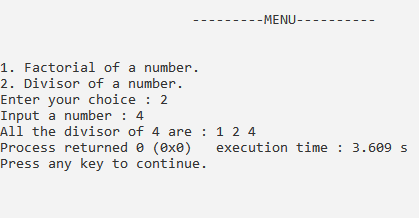 ---------MENU----------
1. Factorial of a number.
2. Divisor of a number.
Enter your choice : 2
Input a number : 4
All the divisor of 4 are : 1 2 4
Process returned 0 (0x0)   execution time : 3.609 s
Press any key to continue.